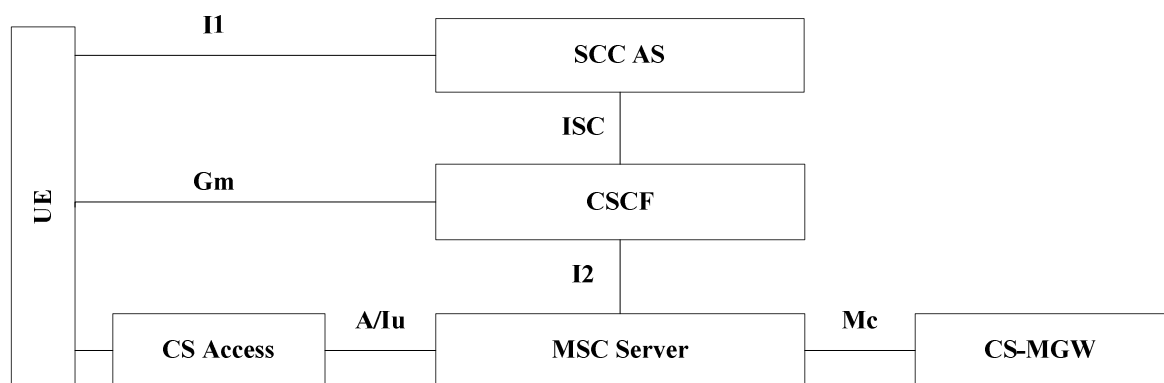 I1
SCC AS
ISC
UE
Gm
CSCF
I2
A/Iu
Mc
CS Access
MSC Server
CS-MGW